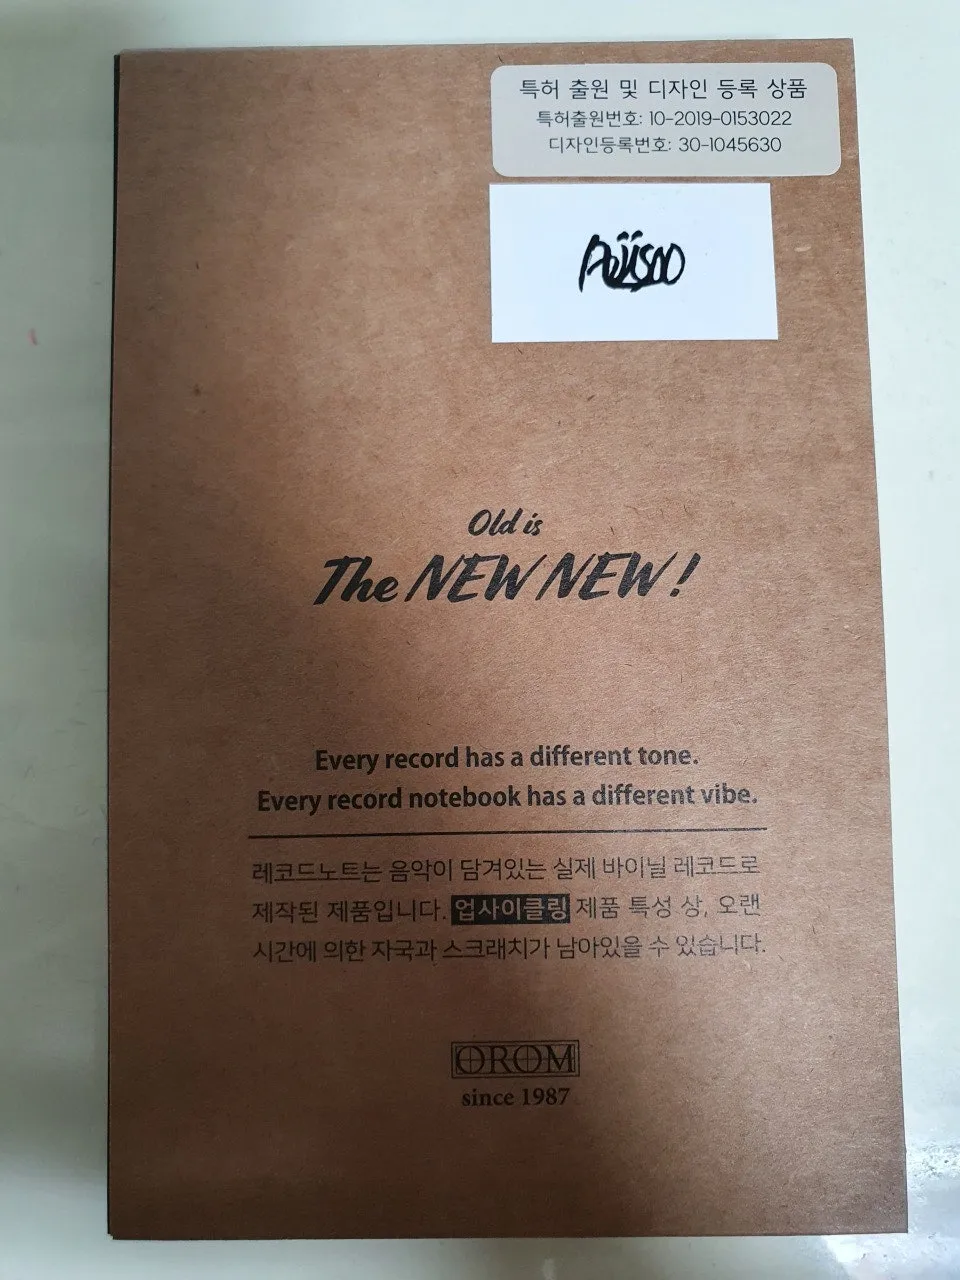 특허 출원 및 디자인 등록 상품
특허출원번호: 10-2019-0153022
디자인등록번호: 30-1045630
Old is
The NEW NEW!
Every record has a different tone.
Every record notebook has a different vibe.
레코드노트는 음악이 담겨있는 실제 바이닐 레코드로
제작된 제품입니다. 업사이클링 제품 특성 상, 오랜
시간에 의한 자국과 스크래치가 남아있을 수 있습니다.
OROM
since 1987